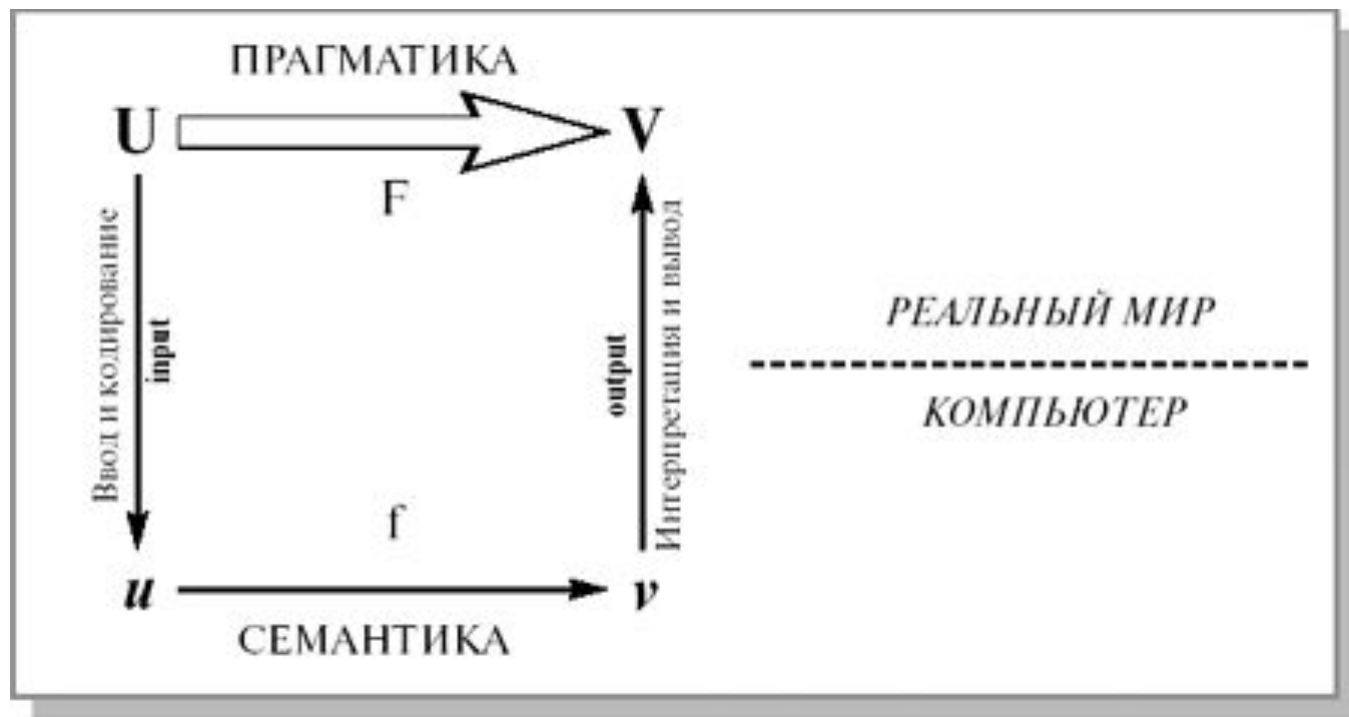 ПРАГМАТИКА
U
V
F
Ввод и кодирование
input
output
Интерпретация и вывод
РЕАЛЬНЫЙ МИР
КОМПЬЮТЕР
f
u
v
СЕМАНТИКА